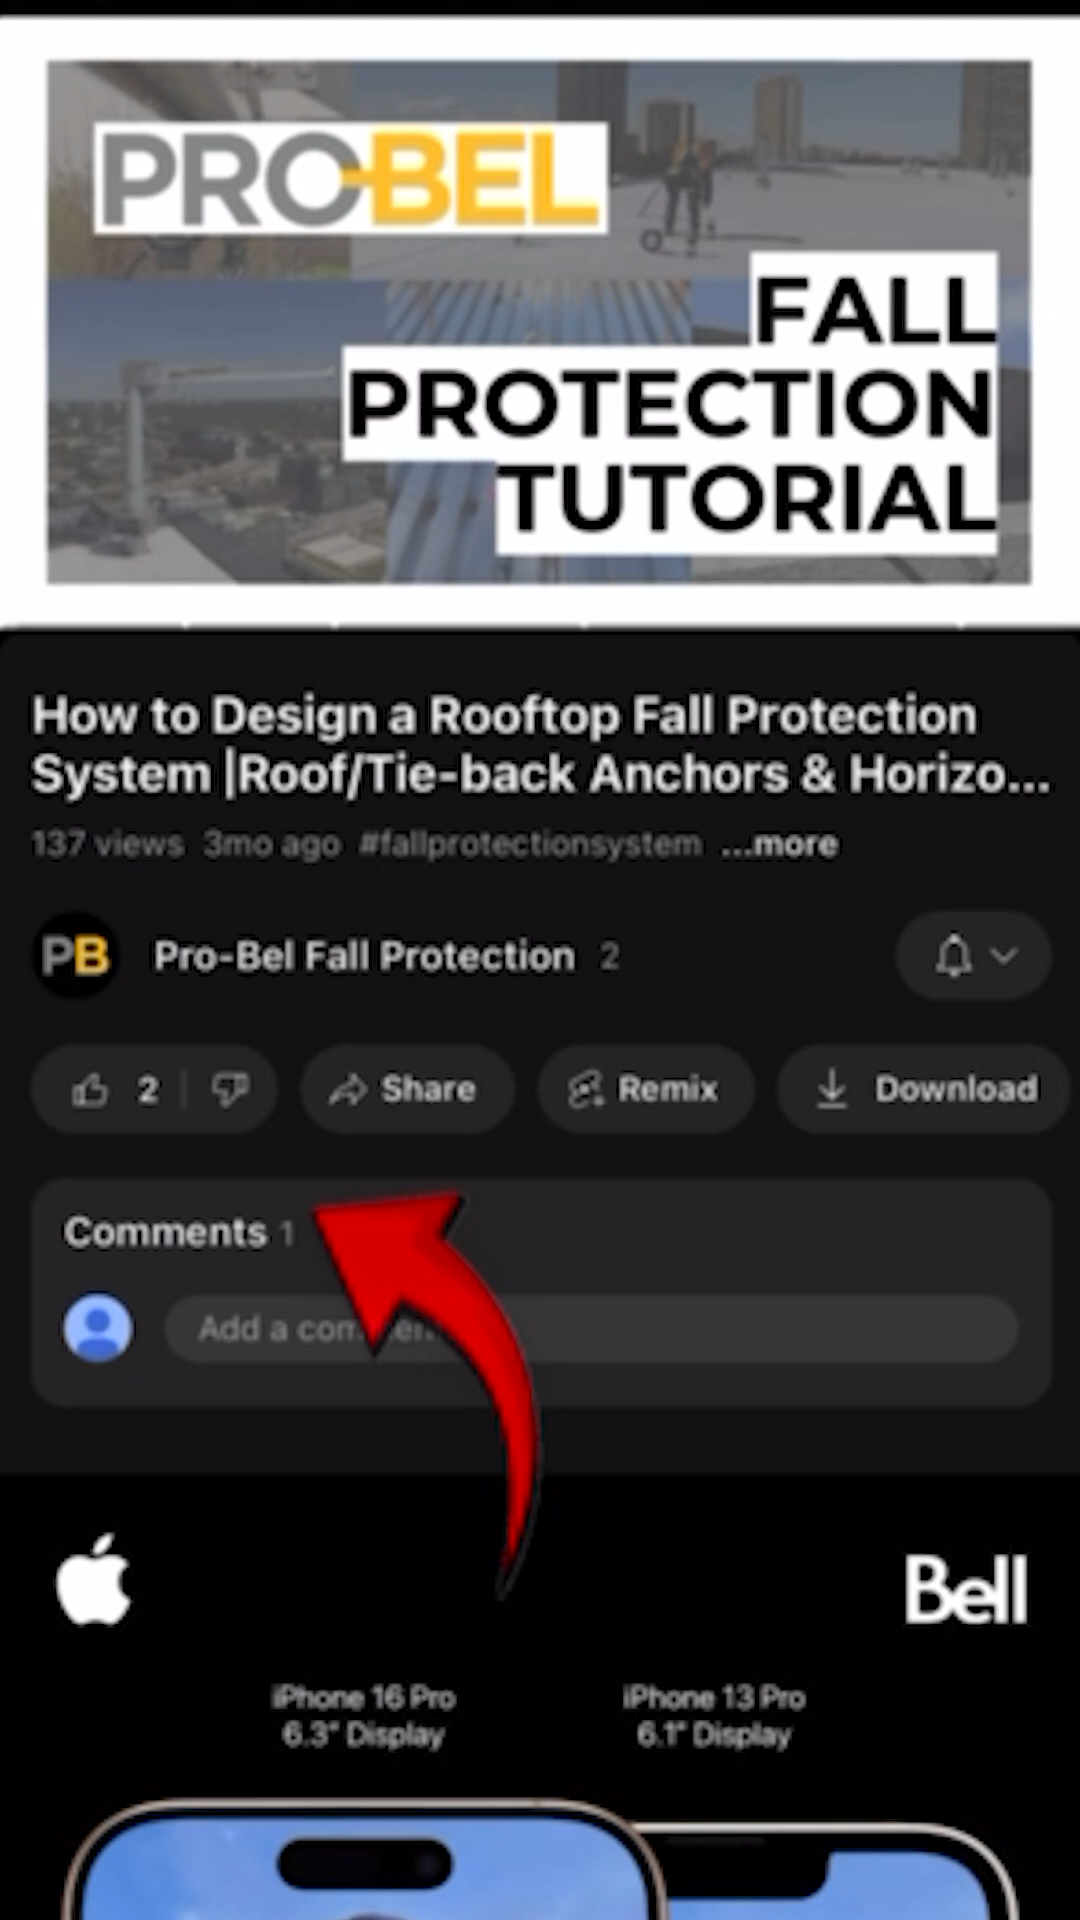 PRO-BEL
FALL
PROTECTION
TUTORIAL
How to Design a Rooftop Fall Protection
System |Roof/Tie-back Anchors & Horizo...
137 views 3mo ago #fallprotectionsystem ...more
PB Pro-Bel Fall Protection 2
2 Share Remix Download
Comments 1
Add a
Bell
iPhone 16 Pro
6.3" Display
iPhone 13 Pro
6.1" Display